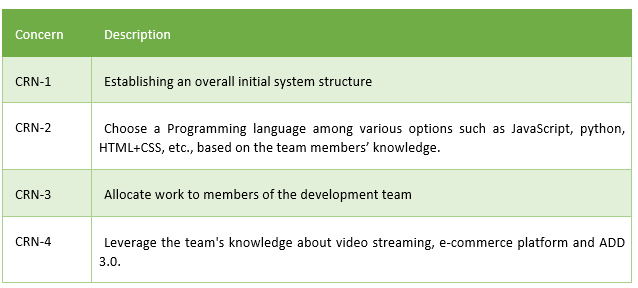 Concern Description
CRN-1 Establishing an overall initial system structure
CRN-2 Choose a Programming language among various options such as JavaScript, python,
HTML+CSS, etc., based on the team members’ knowledge.
CRN-3 Allocate work to members of the development team
CRN-4 Leverage the team's knowledge about video streaming, e-commerce platform and ADD
3.0.